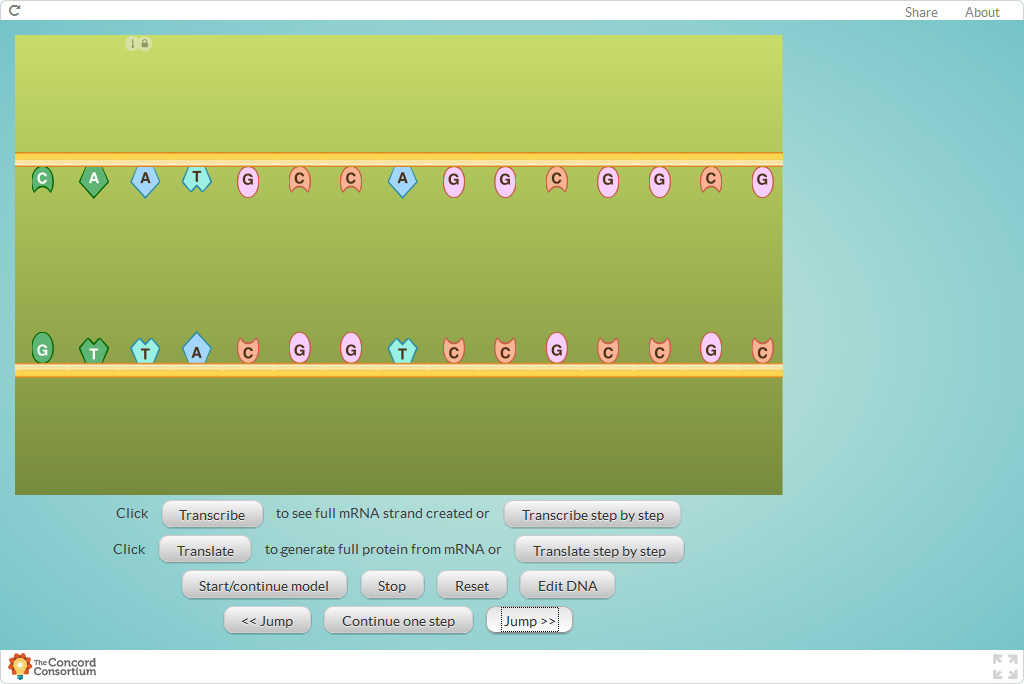 Share About
C A A T G C C A G G C G G C G
G T T A C G G T C C G C C G C
Click Transcribe to see full mRNA strand created or Transcribe step by step
Click Translate to generate full protein from mRNA or Translate step by step
Start/continue model Stop Reset Edit DNA
<< Jump Continue one step Jump >>
The Concord
Consortium